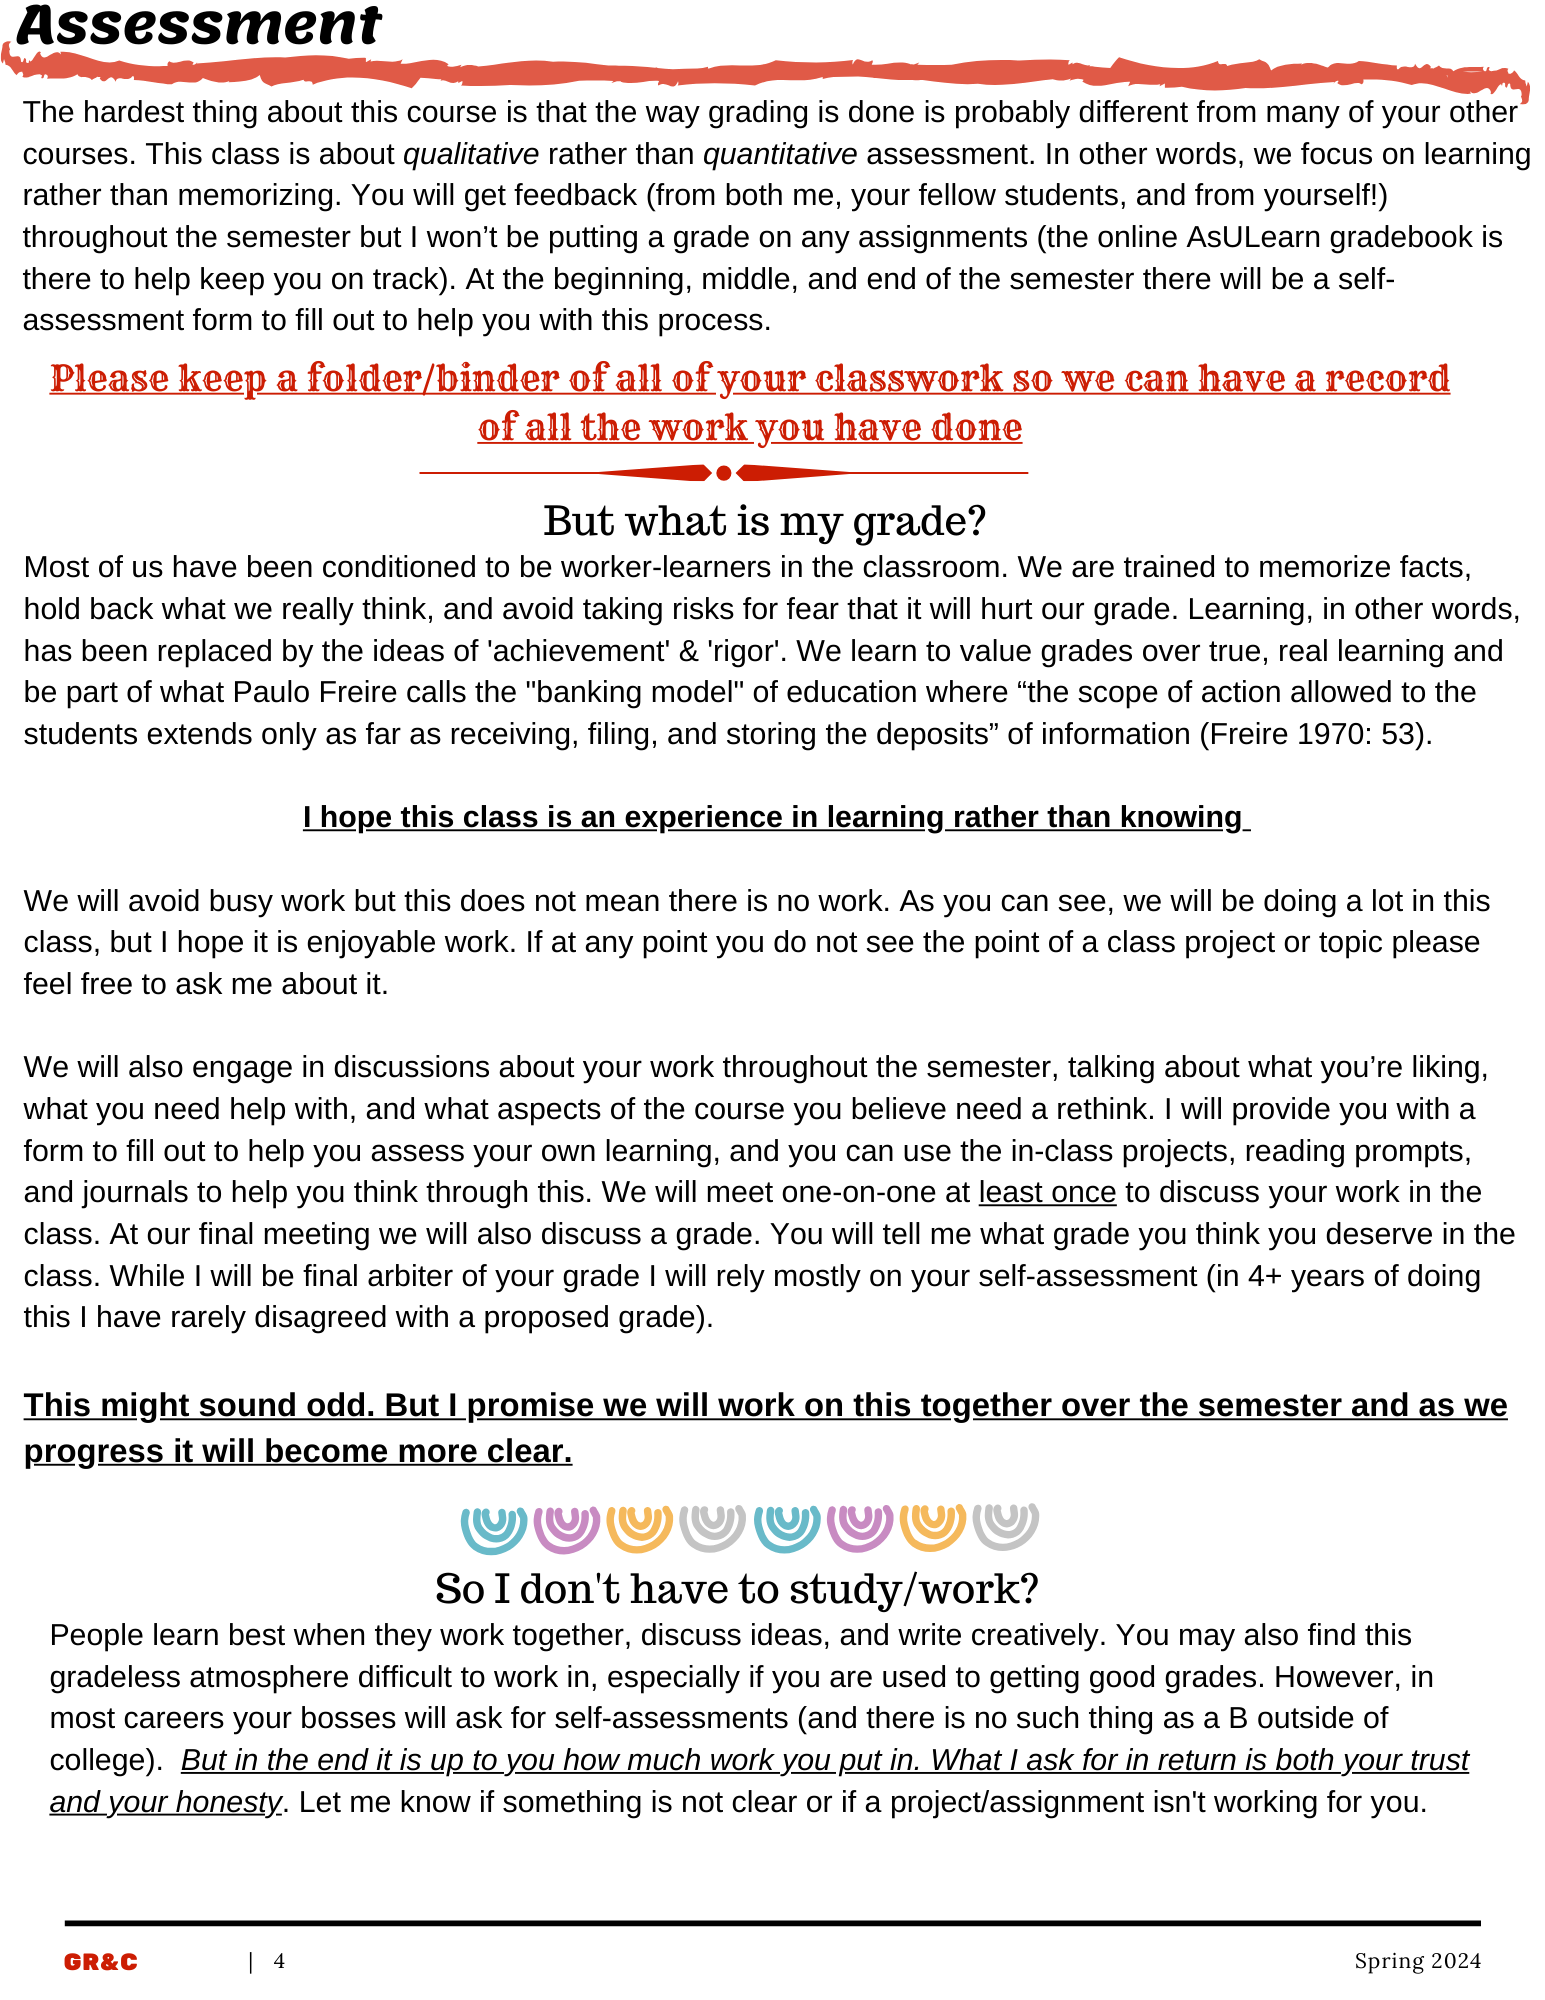 Assessment
The hardest thing about this course is that the way grading is done is probably different from many of your other
courses. This class is about qualitative rather than quantitative assessment. In other words, we focus on learning
rather than memorizing. You will get feedback (from both me, your fellow students, and from yourself!)
throughout the semester but I won’t be putting a grade on any assignments (the online AsULearn gradebook is
there to help keep you on track). At the beginning, middle, and end of the semester there will be a self-
assessment form to fill out to help you with this process.
Please keep a folder/binder of all of your classwork so we can have a record
of all the work you have done
But what is my grade?
Most of us have been conditioned to be worker-learners in the classroom. We are trained to memorize facts,
hold back what we really think, and avoid taking risks for fear that it will hurt our grade. Learning, in other words,
has been replaced by the ideas of 'achievement' & 'rigor'. We learn to value grades over true, real learning and
be part of what Paulo Freire calls the "banking model" of education where “the scope of action allowed to the
students extends only as far as receiving, filing, and storing the deposits” of information (Freire 1970: 53).
I hope this class is an experience in learning rather than knowing
We will avoid busy work but this does not mean there is no work. As you can see, we will be doing a lot in this
class, but I hope it is enjoyable work. If at any point you do not see the point of a class project or topic please
feel free to ask me about it.
We will also engage in discussions about your work throughout the semester, talking about what you’re liking,
what you need help with, and what aspects of the course you believe need a rethink. I will provide you with a
form to fill out to help you assess your own learning, and you can use the in-class projects, reading prompts,
and journals to help you think through this. We will meet one-on-one at least once to discuss your work in the
class. At our final meeting we will also discuss a grade. You will tell me what grade you think you deserve in the
class. While I will be final arbiter of your grade I will rely mostly on your self-assessment (in 4+ years of doing
this I have rarely disagreed with a proposed grade).
This might sound odd. But I promise we will work on this together over the semester and as we
progress it will become more clear.
So I don't have to study/work?
People learn best when they work together, discuss ideas, and write creatively. You may also find this
gradeless atmosphere difficult to work in, especially if you are used to getting good grades. However, in
most careers your bosses will ask for self-assessments (and there is no such thing as a B outside of
college). But in the end it is up to you how much work you put in. What I ask for in return is both your trust
and your honesty. Let me know if something is not clear or if a project/assignment isn't working for you.
GR&C | 4 Spring 2024